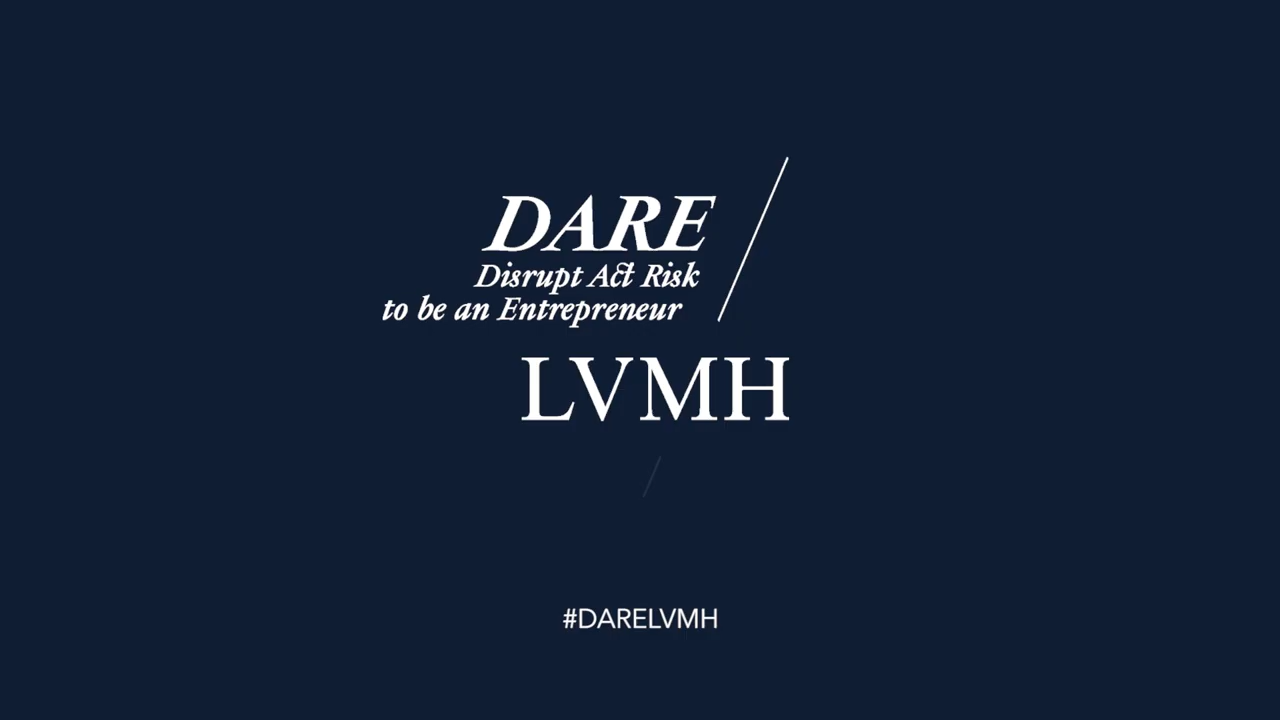 DARE
Disrupt Act Risk
to be an Entrepreneur
LVMH
#DARELVMH